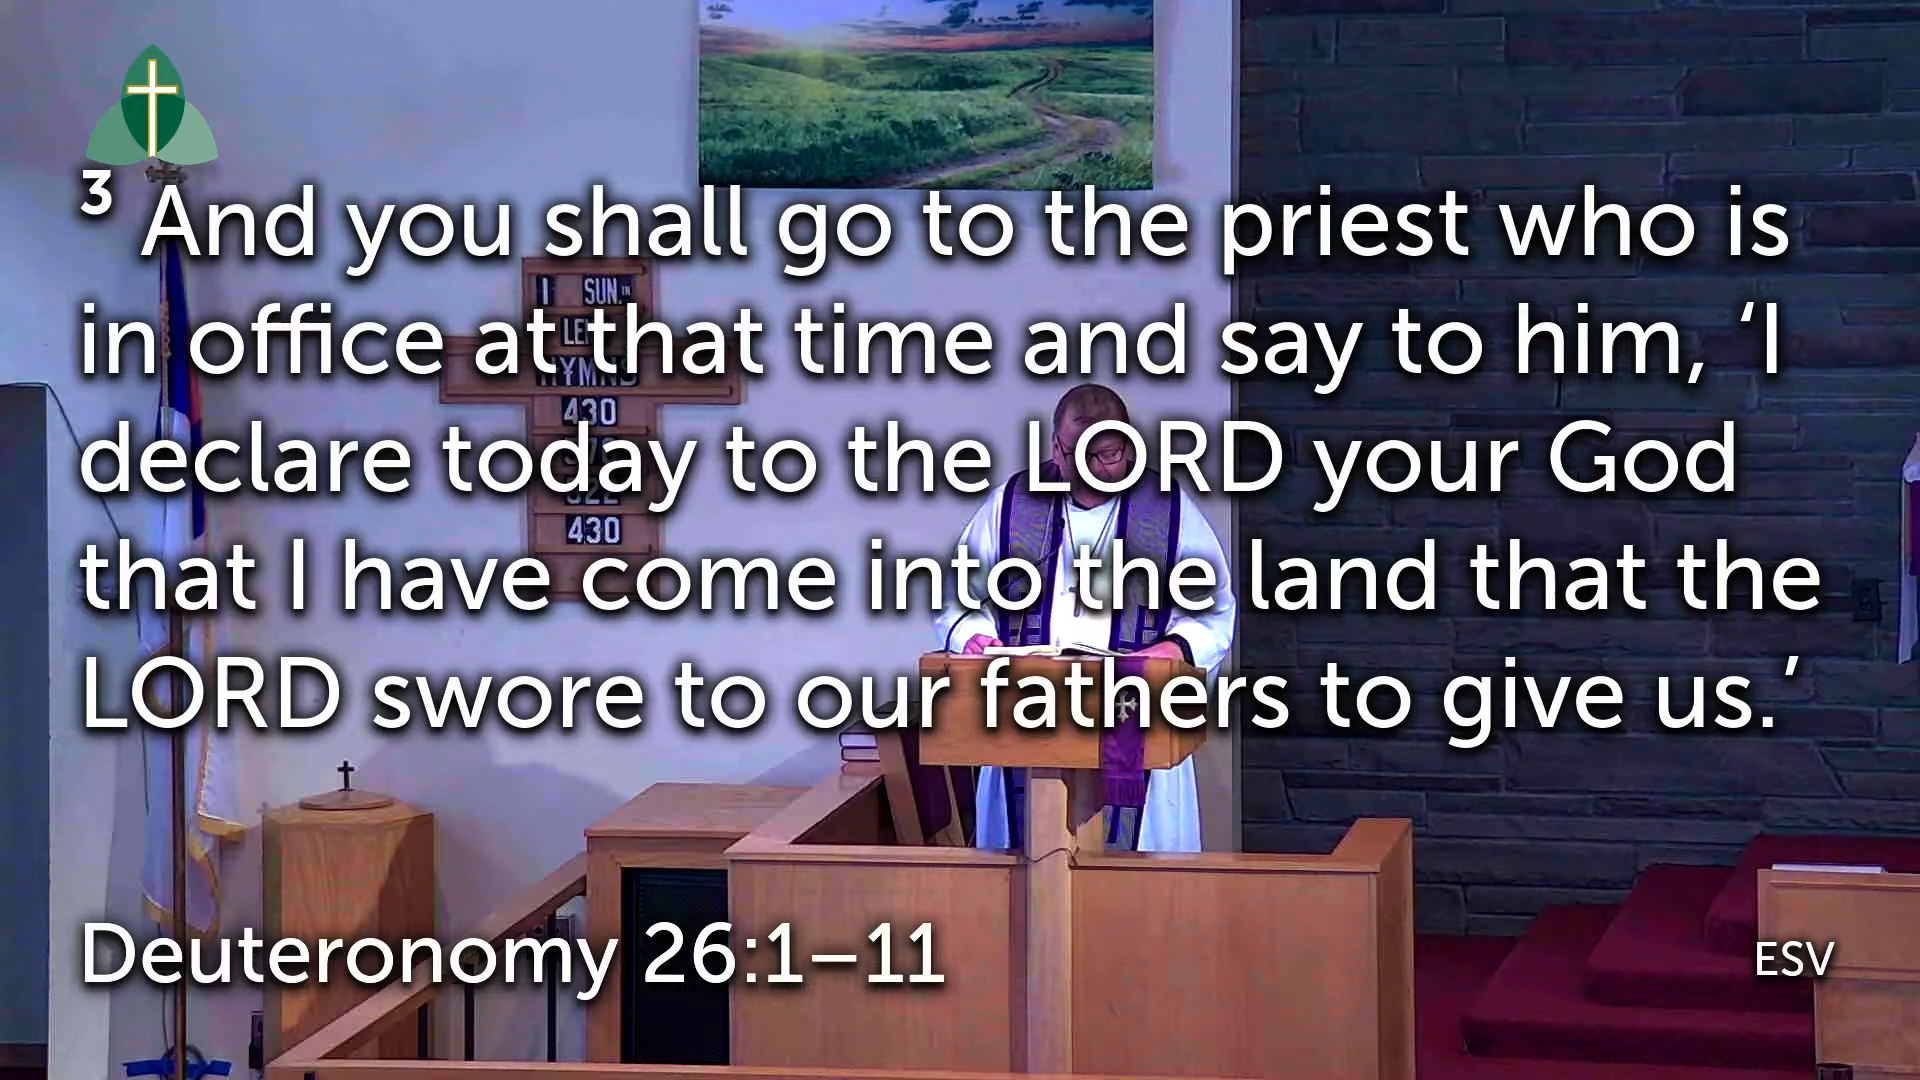 3 And you shall go to the priest who is
in office at that time and say to him, ‘I
declare today to the LORD your God
that I have come into the land that the
LORD swore to our fathers to give us.’
I SUN. IN
HYMNS
430
430
Deuteronomy 26:1–11
ESV